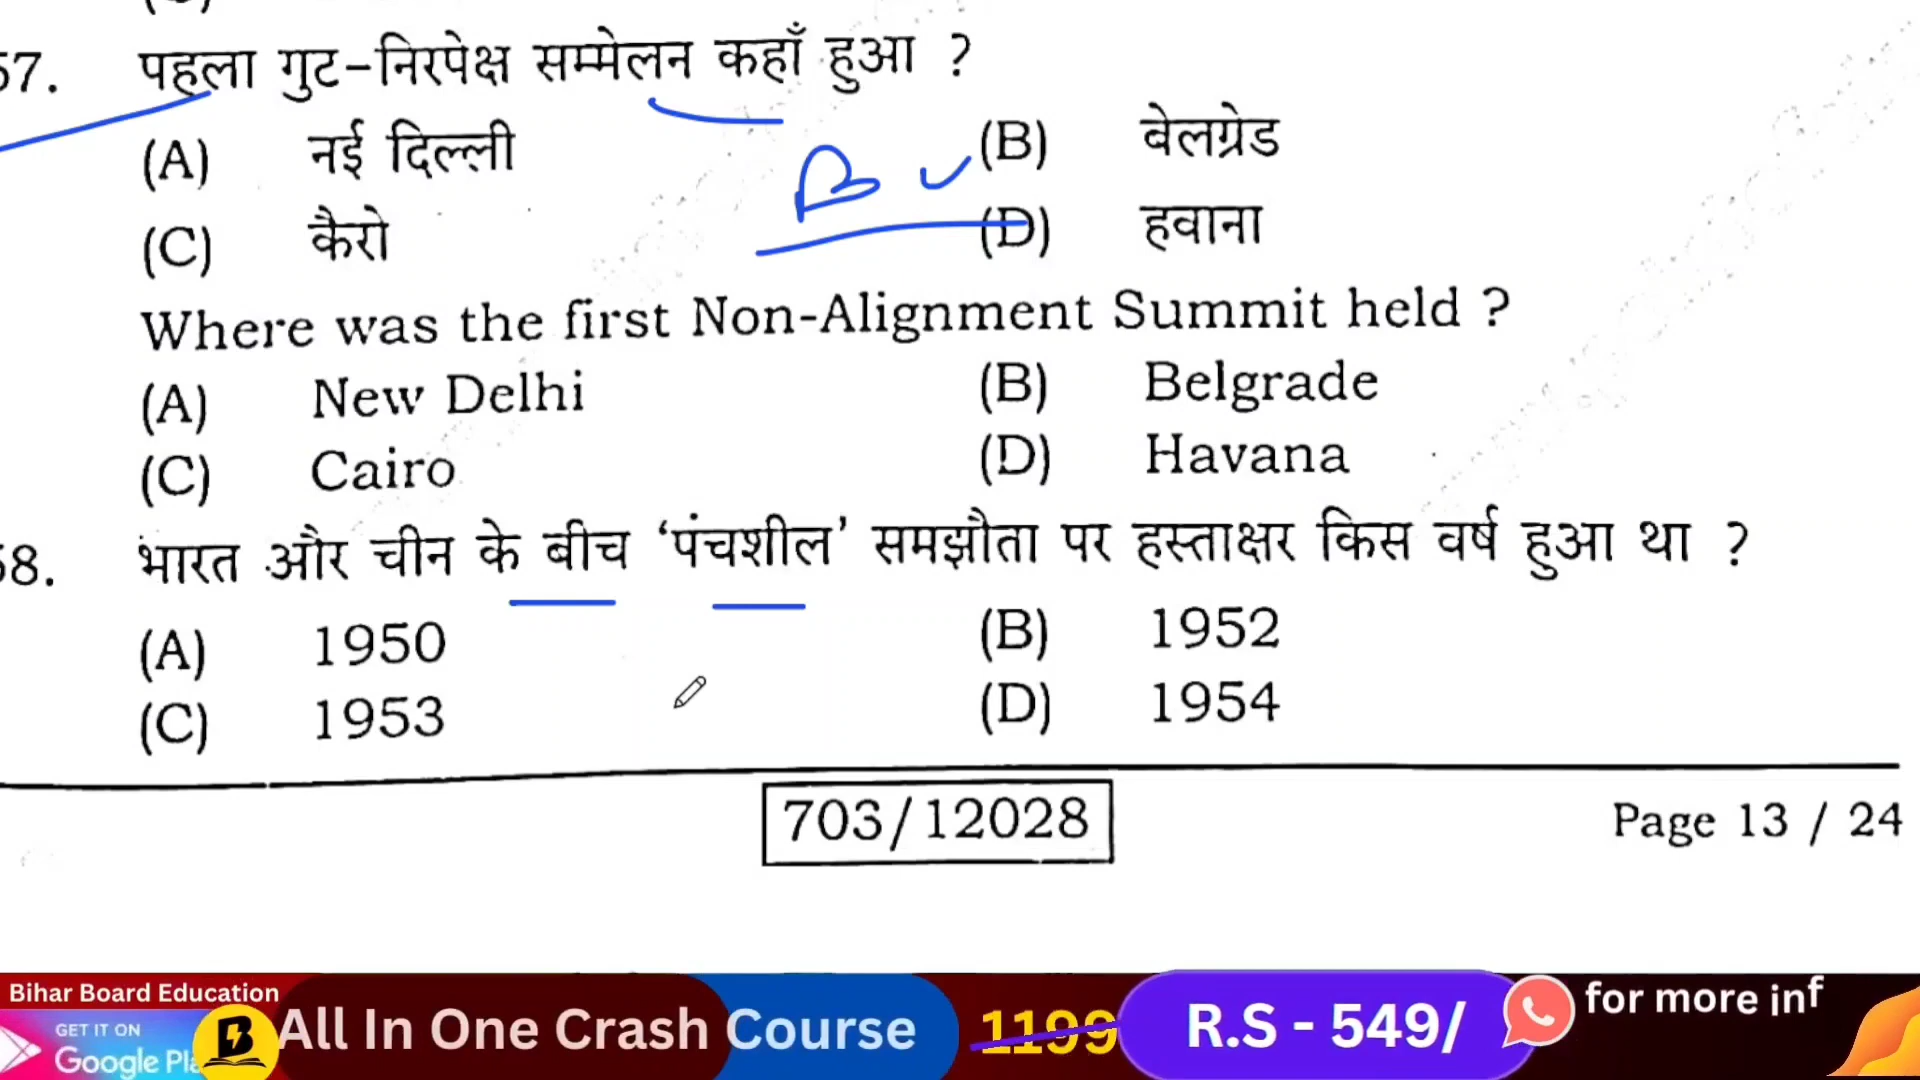 57. पहला गुट-निरपेक्ष सम्मेलन कहाँ हुआ ?
(A) नई दिल्ली (B) बेलग्रेड
B
(C) कैरो (D) हवाना
Where was the first Non-Alignment Summit held ?
(A) New Delhi (B) Belgrade
(C) Cairo (D) Havana
58. भारत और चीन के बीच ‘पंचशील’ समझौता पर हस्ताक्षर किस वर्ष हुआ था ?
(A) 1950 (B) 1952
(C) 1953 (D) 1954
703/12028 Page 13 / 24
Bihar Board Education
GET IT ON
Google Pla
B All In One Crash Course 1199 R.S - 549/ for more inf